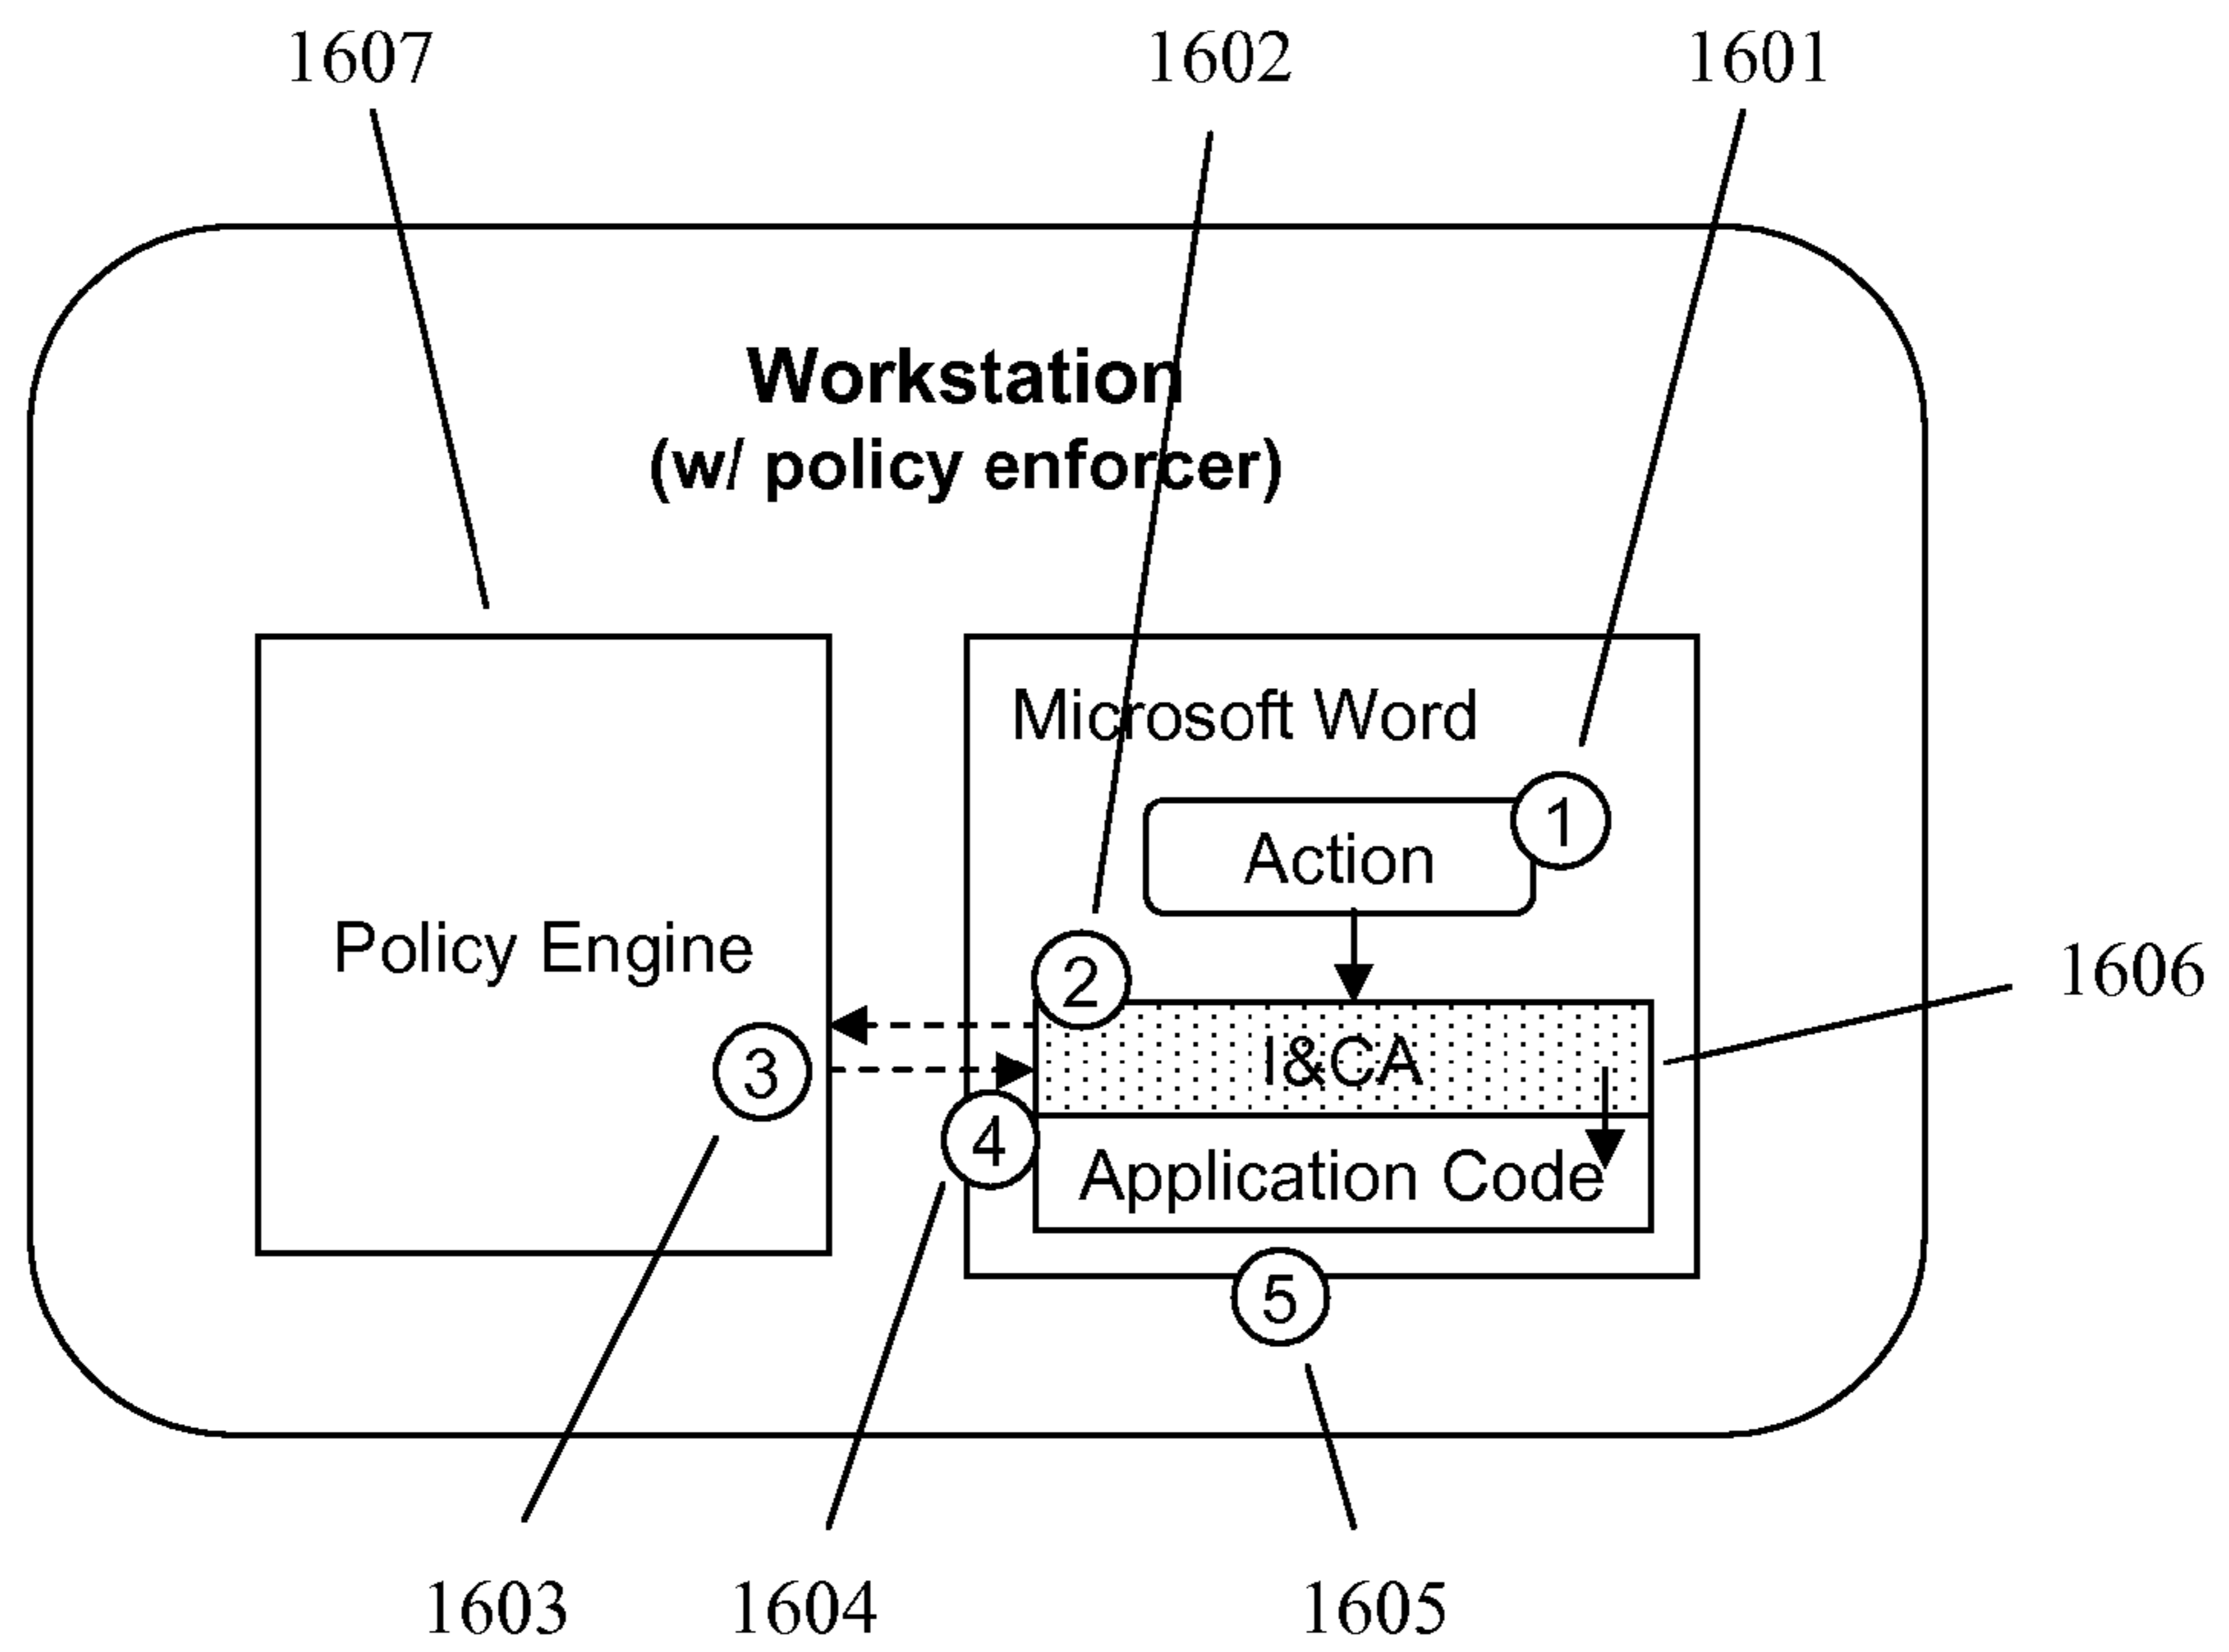 1607
1602
1601
Workstation
(w/ policy enforcer)
Microsoft Word
1
Action
Policy Engine
2
1606
I&CA
3
4
Application Code
5
1603
1604
1605